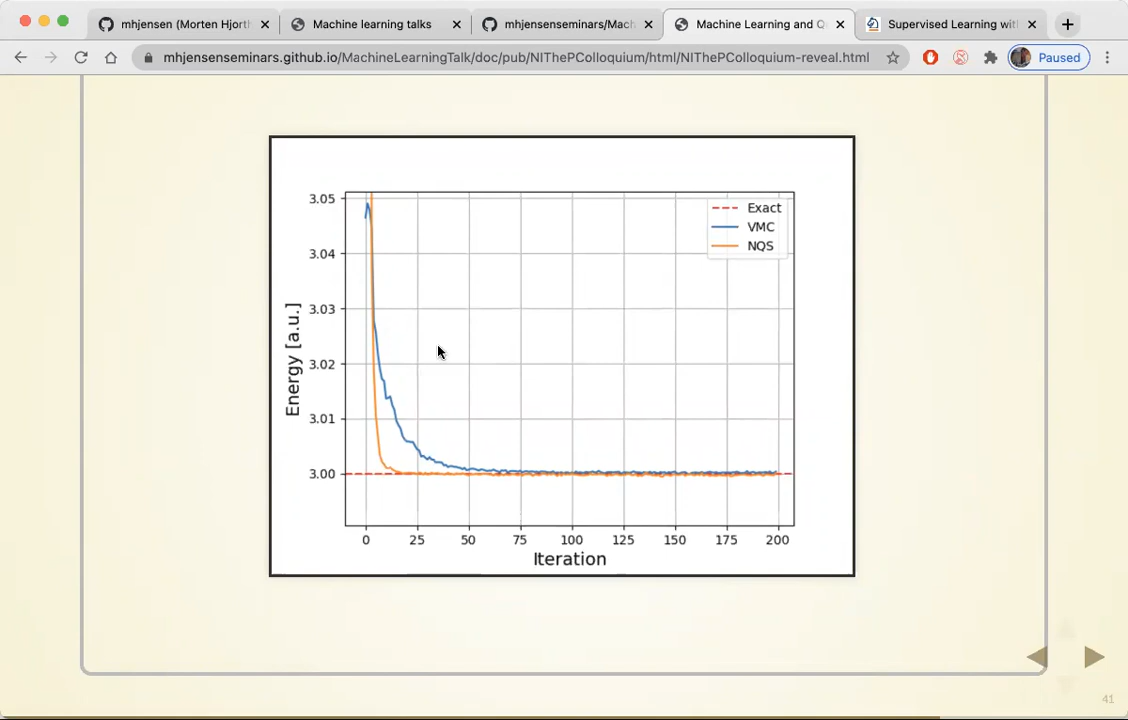 mhjensen (Morten Hjort
Machine learning talks
mhjensenseminars/Mach
Machine Learning and Q
Supervised Learning wit
mhjensenseminars.github.io/MachineLearningTalk/doc/pub/NIThePColloquium/html/NIThePColloquium-reveal.html
Paused
3.05
3.04
3.03
3.02
3.01
3.00
Energy [a.u.]
Exact
VMC
NQS
0 25 50 75 100 125 150 175 200
Iteration
41